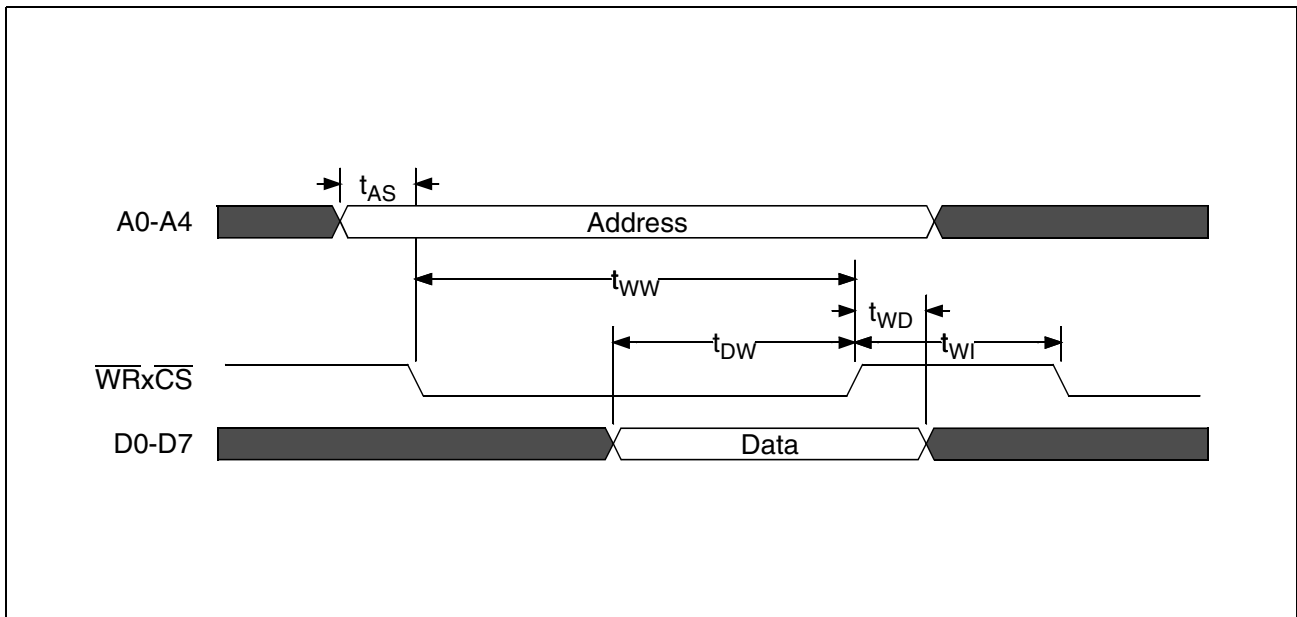 tAS
A0-A4 Address
tWW
tWD
tDW tWI
WRxCS
D0-D7 Data